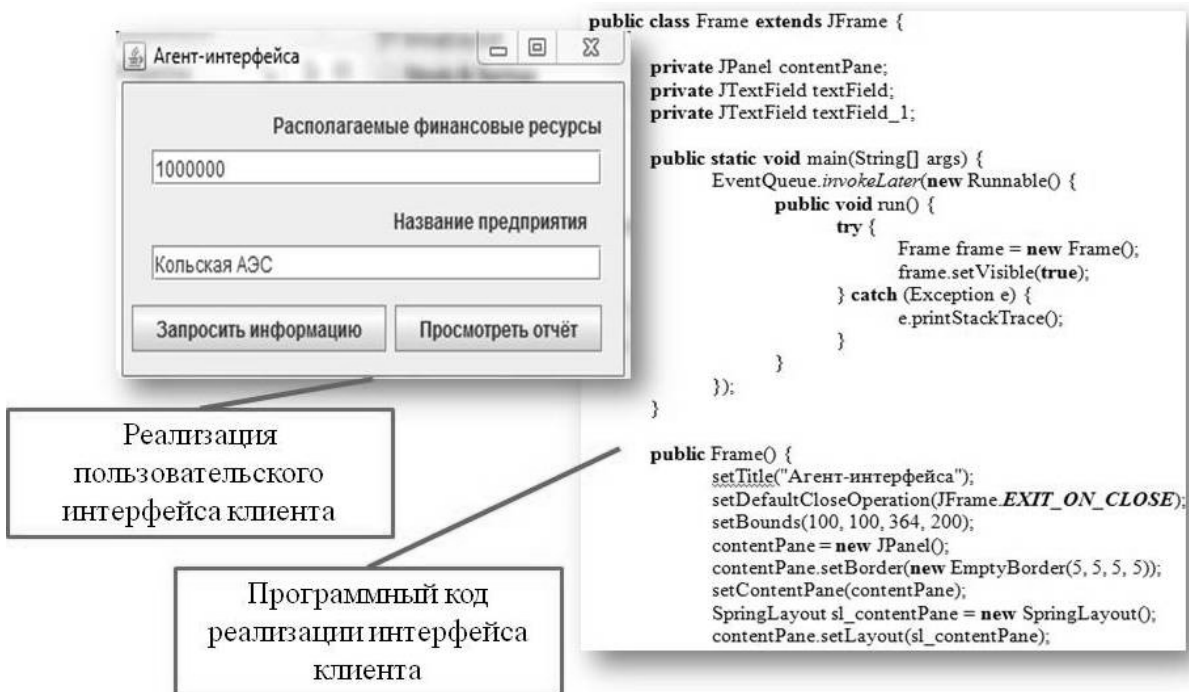 Агент-интерфейса
Располагаемые финансовые ресурсы
1000000
Название предприятия
Кольская АЭС
Запросить информацию
Просмотреть отчёт
Реализация
пользовательского
интерфейса клиента
Программный код
реализации интерфейса
клиента
public class Frame extends JFrame {
private JPanel contentPane;
private JTextField textField;
private JTextField textField_1;
public static void main(String[] args) {
EventQueue.invokeLater(new Runnable() {
public void run() {
try {
Frame frame = new Frame();
frame.setVisible(true);
} catch (Exception e) {
e.printStackTrace();
}
}
});
}
public Frame() {
setTitle("Агент-интерфейса");
setDefaultCloseOperation(JFrame.EXIT_ON_CLOSE);
setBounds(100, 100, 364, 200);
contentPane = new JPanel();
contentPane.setBorder(new EmptyBorder(5, 5, 5, 5));
setContentPane(contentPane);
SpringLayout sl_contentPane = new SpringLayout();
contentPane.setLayout(sl_contentPane);